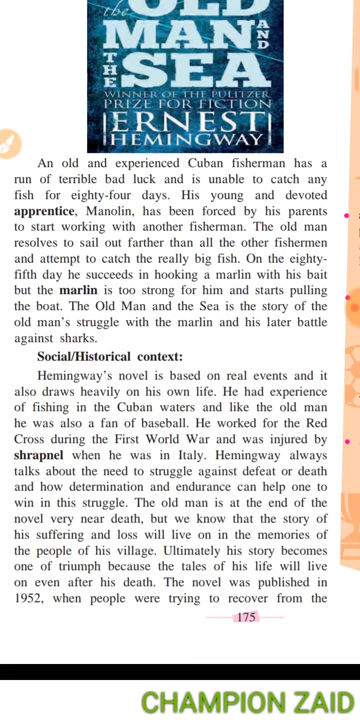 the OLD
MAN AND
THE SEA
WINNER OF THE PULITZER
PRIZE FOR FICTION
ERNEST
HEMINGWAY
An old and experienced Cuban fisherman has a
run of terrible bad luck and is unable to catch any
fish for eighty-four days. His young and devoted
apprentice, Manolin, has been forced by his parents
to start working with another fisherman. The old man
resolves to sail out farther than all the other fishermen
and attempt to catch the really big fish. On the eighty-
fifth day he succeeds in hooking a marlin with his bait
but the marlin is too strong for him and starts pulling
the boat. The Old Man and the Sea is the story of the
old man's struggle with the marlin and his later battle
against sharks.
Social/Historical context:
Hemingway's novel is based on real events and it
also draws heavily on his own life. He had experience
of fishing in the Cuban waters and like the old man
he was also a fan of baseball. He worked for the Red
Cross during the First World War and was injured by
shrapnel when he was in Italy. Hemingway always
talks about the need to struggle against defeat or death
and how determination and endurance can help one to
win in this struggle. The old man is at the end of the
novel very near death, but we know that the story of
his suffering and loss will live on in the memories of
the people of his village. Ultimately his story becomes
one of triumph because the tales of his life will live
on even after his death. The novel was published in
1952, when people were trying to recover from the
175
CHAMPION ZAID